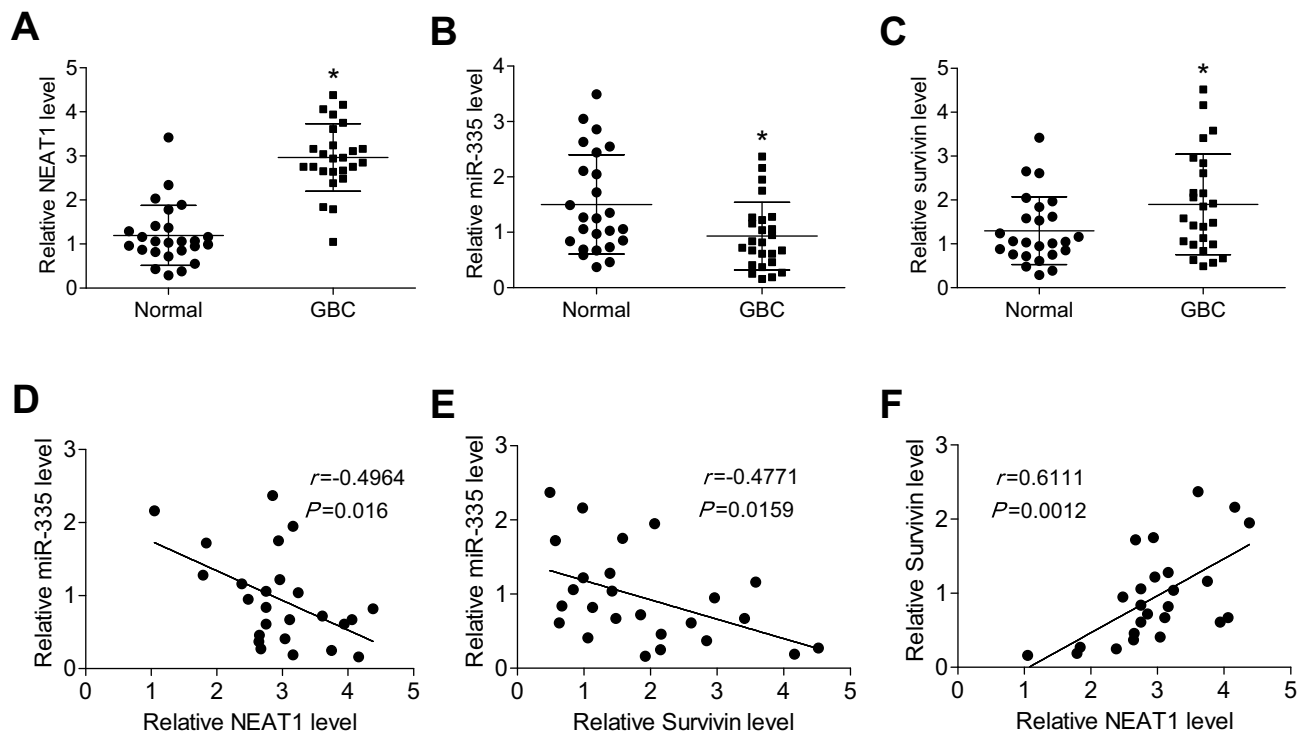 A
Relative NEAT1 level
5
4
3
2
1
0
*
Normal
GBC
B
Relative miR-335 level
4
3
2
1
0
*
Normal
GBC
C
Relative survivin level
5
4
3
2
1
0
*
Normal
GBC
D
Relative miR-335 level
3
2
1
0
r=-0.4964
P=0.016
0 1 2 3 4 5
Relative NEAT1 level
E
Relative miR-335 level
3
2
1
0
r=-0.4771
P=0.0159
0 1 2 3 4 5
Relative Survivin level
F
Relative Survivin level
3
2
1
0
r=0.6111
P=0.0012
0 1 2 3 4 5
Relative NEAT1 level